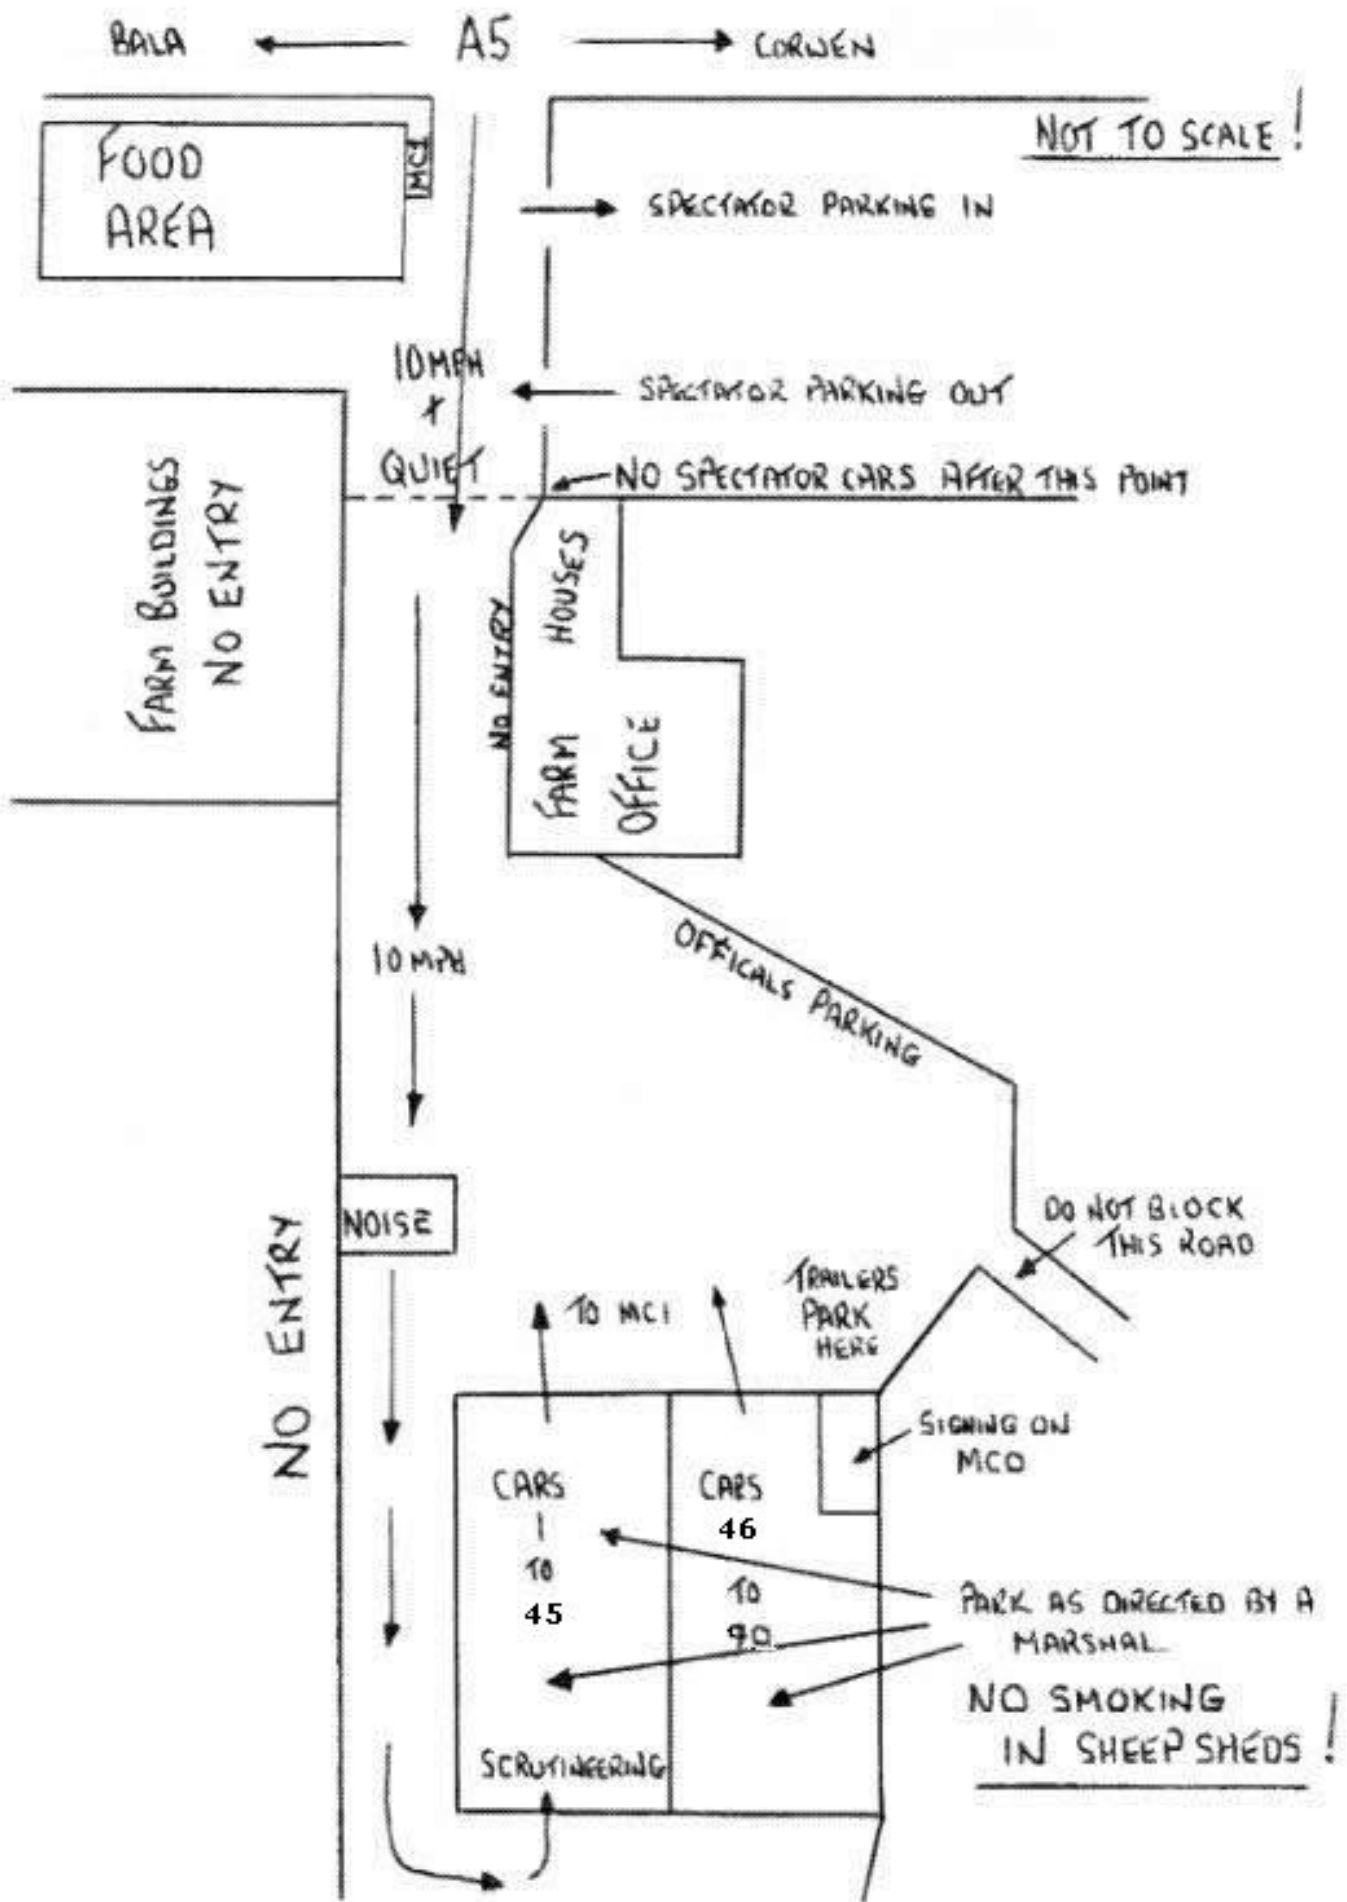 BALA
A5
CORWEN
NOT TO SCALE !
FOOD
AREA
MC1
SPECTATOR PARKING IN
10 MPH
+
QUIET
SPECTATOR PARKING OUT
NO SPECTATOR CARS AFTER THIS POINT
FARM BUILDINGS
NO ENTRY
NO ENTRY
FARM HOUSES
OFFICE
10 MPH
OFFICALS PARKING
NOISE
NO ENTRY
DO NOT BLOCK
THIS ROAD
TRAILERS
PARK
HERE
TO MC1
SIGNING ON
MCO
CARS
1
TO
45
CARS
46
TO
90
PARK AS DIRECTED BY A
MARSHAL
NO SMOKING
IN SHEEP SHEDS !
SCRUTINEERING